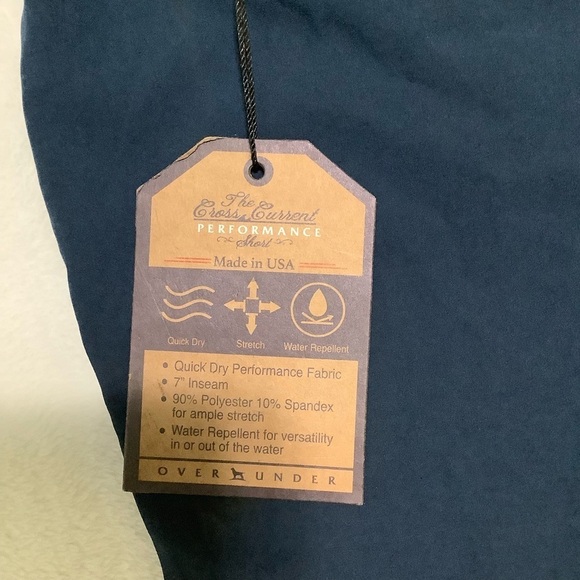 The
Cross Current
PERFORMANCE
Short
Made in USA
Quick Dry Stretch Water Repellent
• Quick Dry Performance Fabric
• 7" Inseam
• 90% Polyester 10% Spandex
for ample stretch
• Water Repellent for versatility
in or out of the water
OVER UNDER